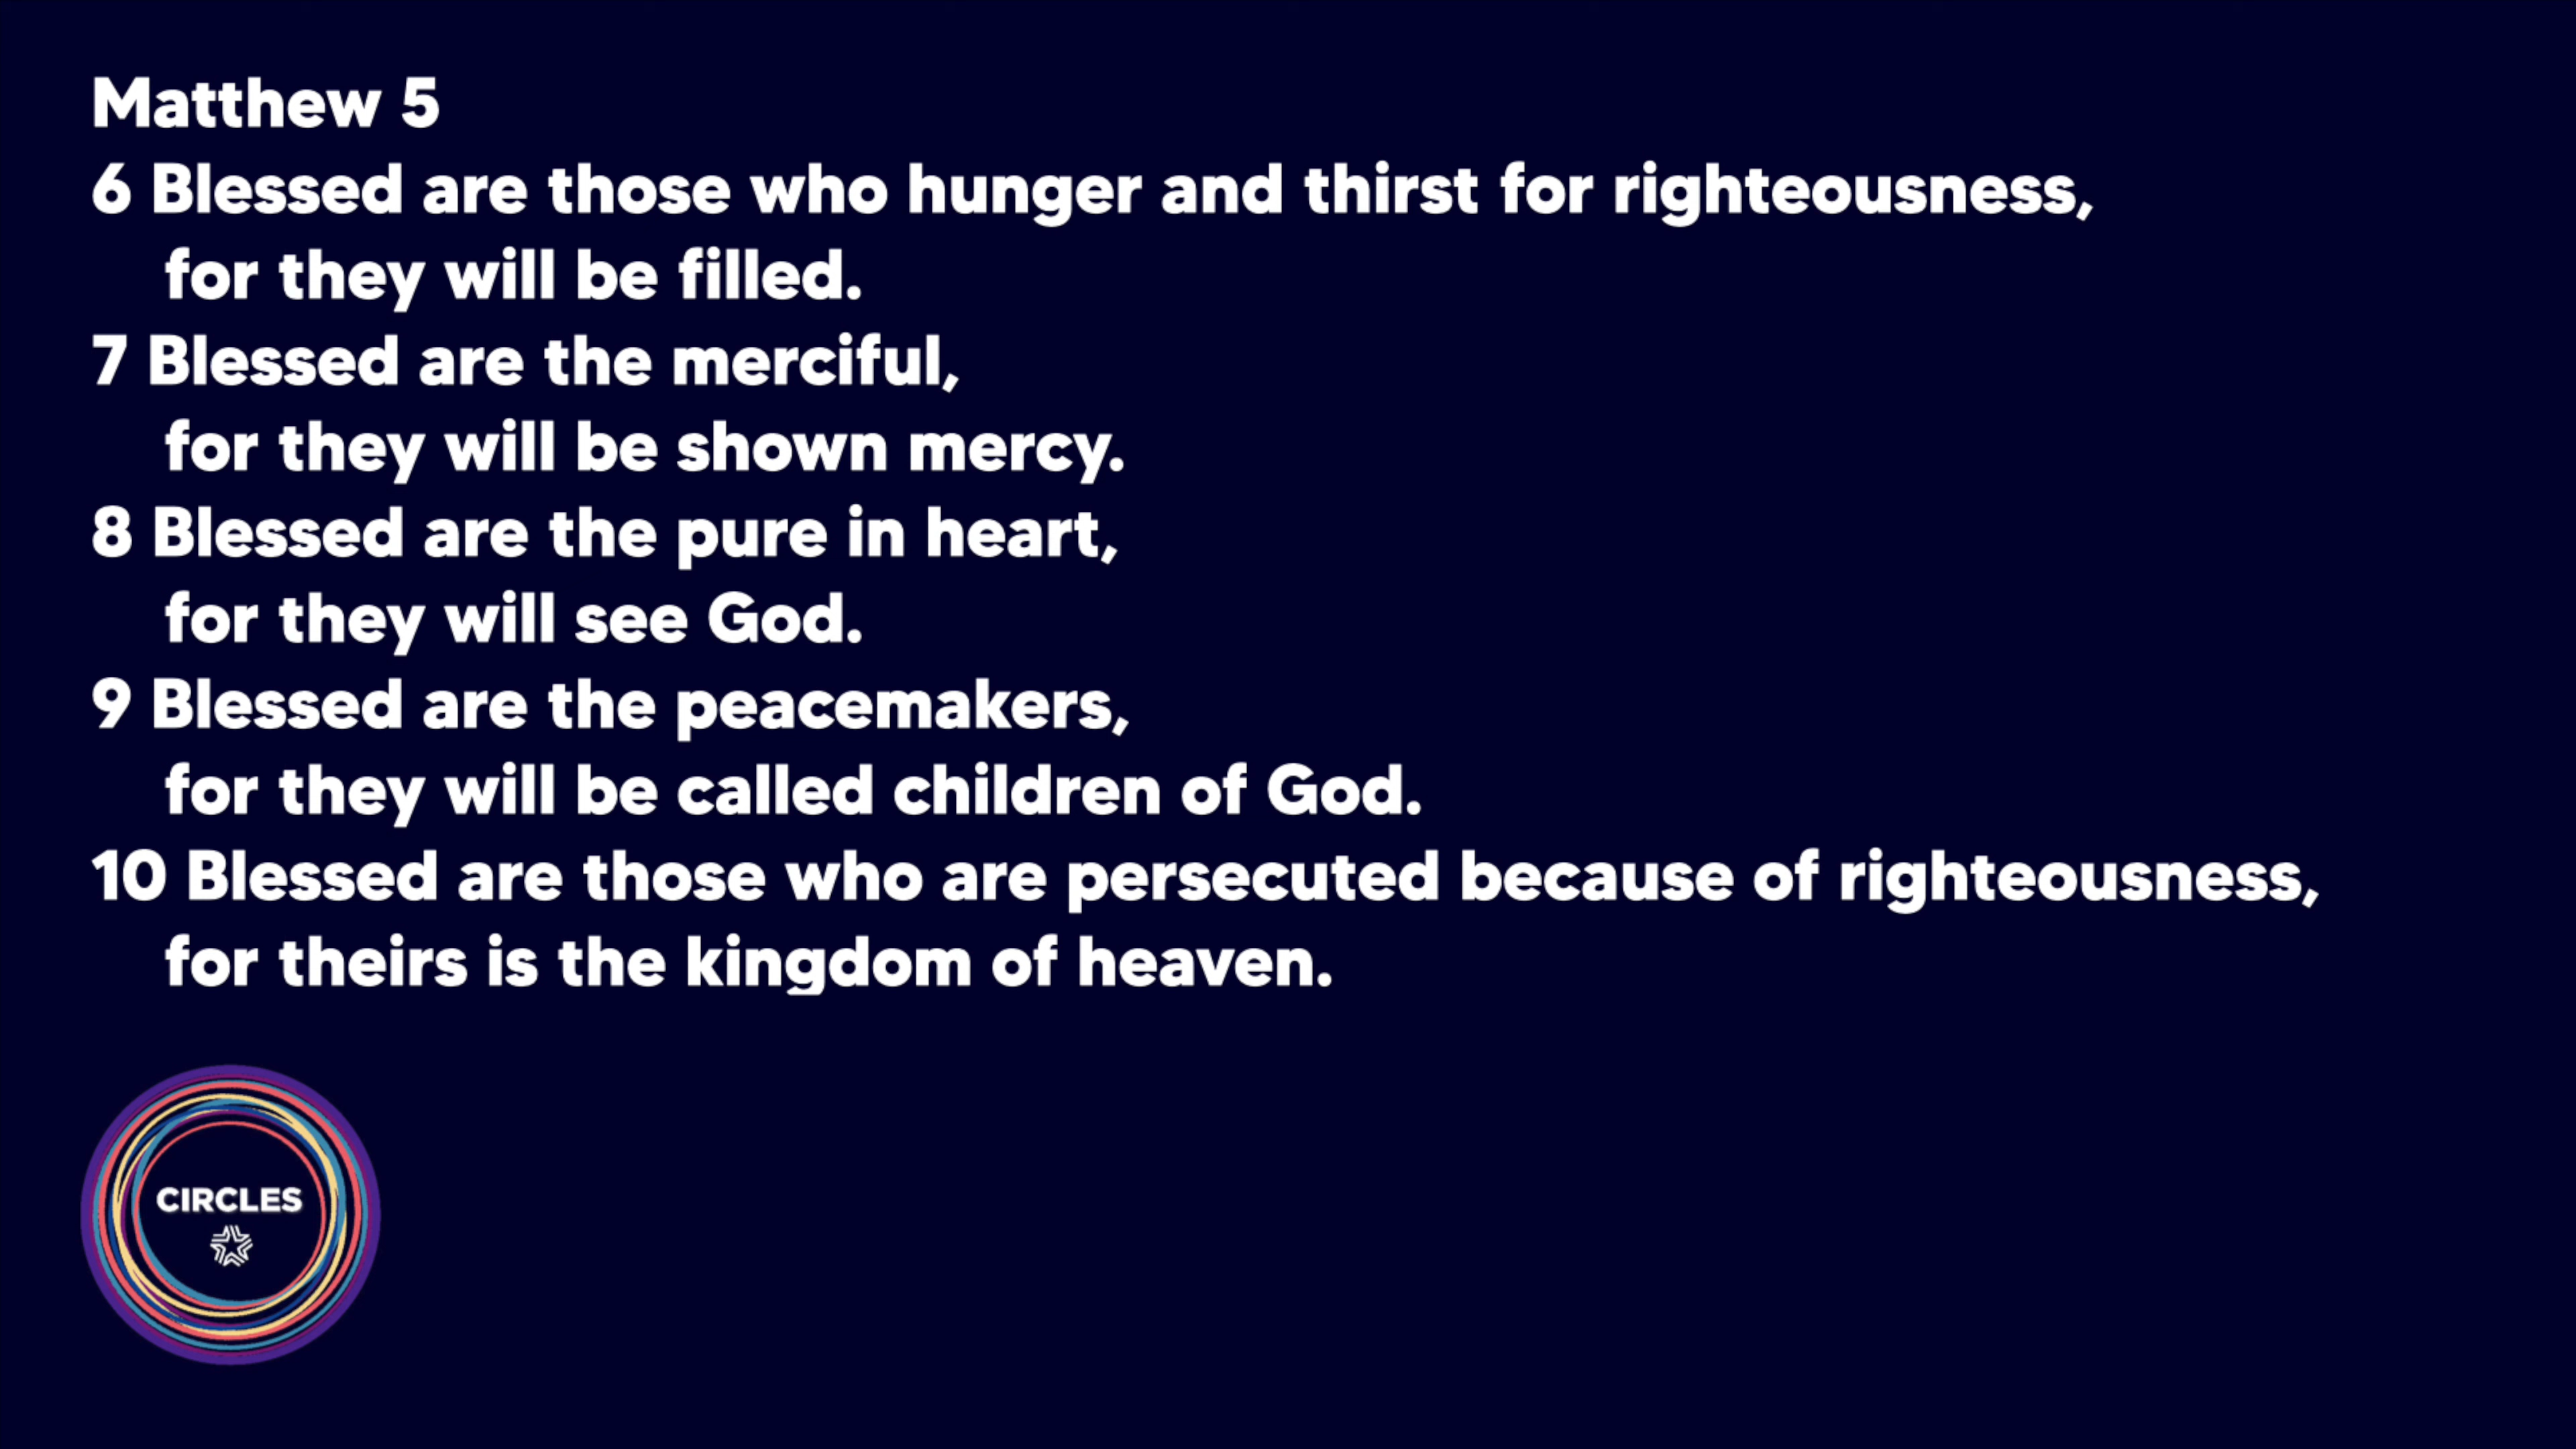 Matthew 5
6 Blessed are those who hunger and thirst for righteousness,
for they will be filled.
7 Blessed are the merciful,
for they will be shown mercy.
8 Blessed are the pure in heart,
for they will see God.
9 Blessed are the peacemakers,
for they will be called children of God.
10 Blessed are those who are persecuted because of righteousness,
for theirs is the kingdom of heaven.
CIRCLES